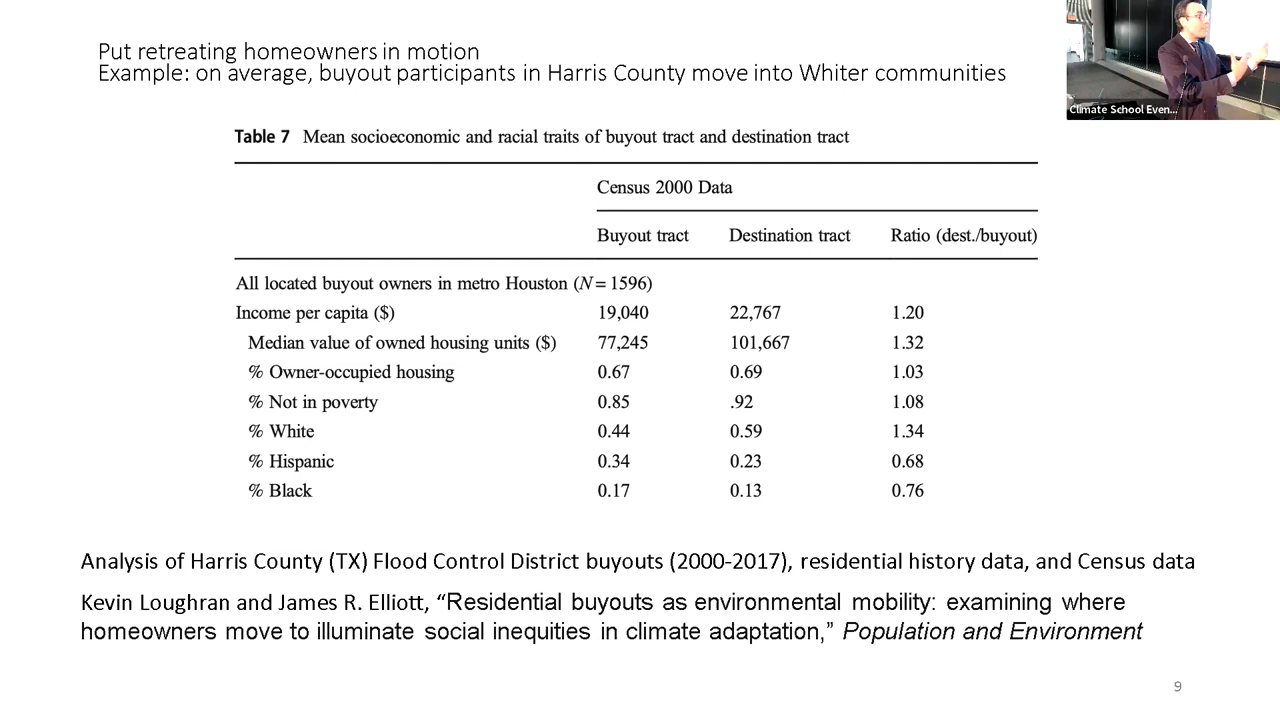 Put retreating homeowners in motion
Example: on average, buyout participants in Harris County move into Whiter communities
Climate School Even...
Table 7 Mean socioeconomic and racial traits of buyout tract and destination tract
Census 2000 Data
Buyout tract Destination tract Ratio (dest./buyout)
All located buyout owners in metro Houston (N = 1596)
Income per capita ($) 19,040 22,767 1.20
Median value of owned housing units ($) 77,245 101,667 1.32
% Owner-occupied housing 0.67 0.69 1.03
% Not in poverty 0.85 .92 1.08
% White 0.44 0.59 1.34
% Hispanic 0.34 0.23 0.68
% Black 0.17 0.13 0.76
Analysis of Harris County (TX) Flood Control District buyouts (2000-2017), residential history data, and Census data
Kevin Loughran and James R. Elliott, “Residential buyouts as environmental mobility: examining where
homeowners move to illuminate social inequities in climate adaptation,” Population and Environment
9